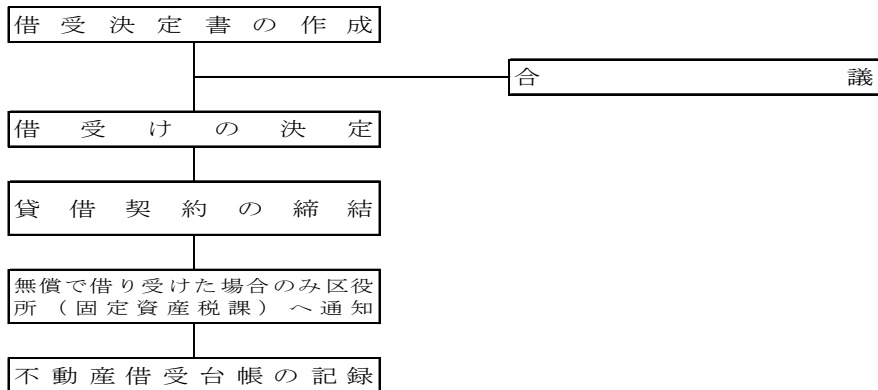 借受決定書の作成
合議
借受けの決定
貸借契約の締結
無償で借り受けた場合のみ区役
所（固定資産税課）へ通知
不動産借受台帳の記録